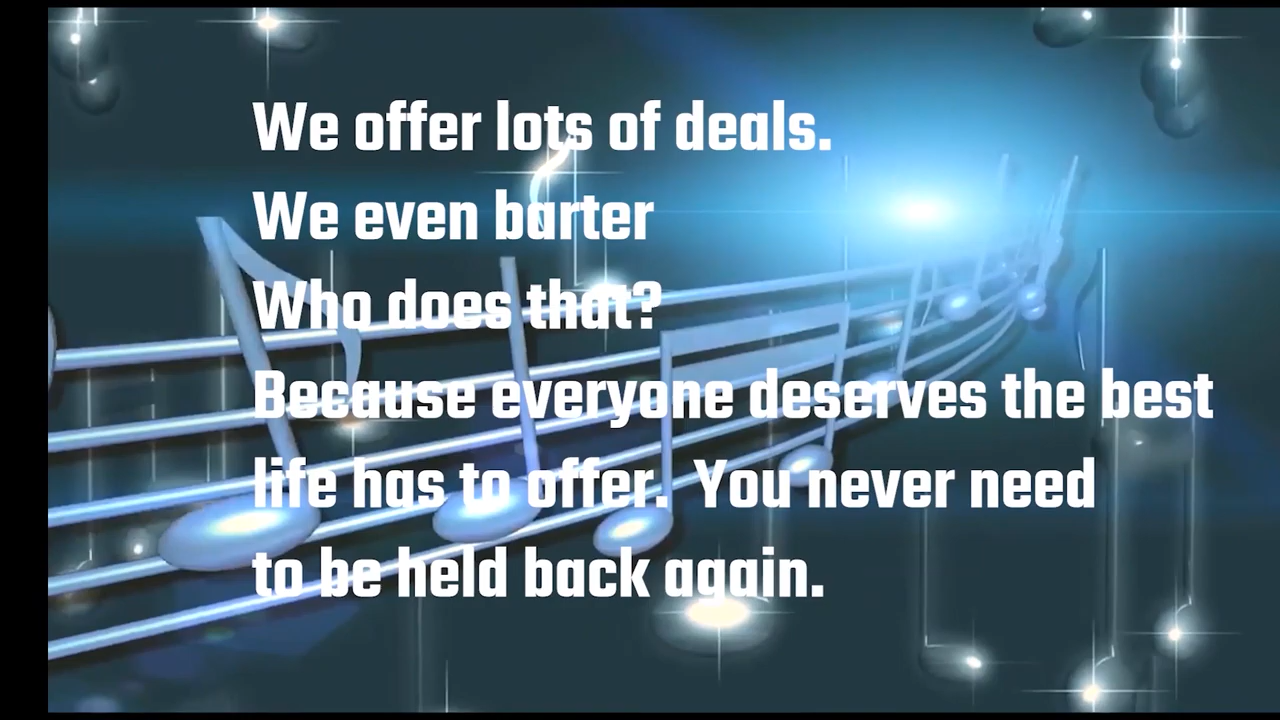 We offer lots of deals.
We even barter
Who does that?
Because everyone deserves the best
life has to offer.  You never need
to be held back again.